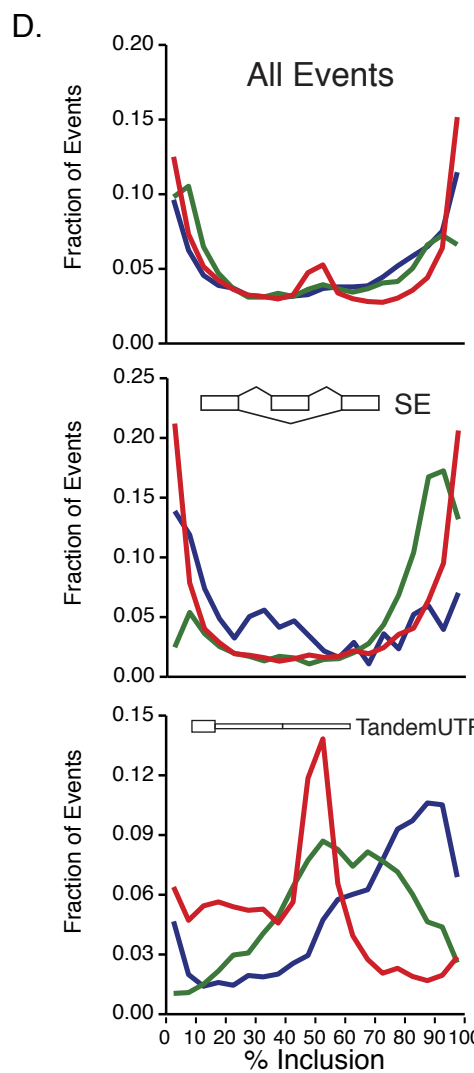 D.
All Events
Fraction of Events
0.20
0.15
0.10
0.05
0.00
SE
Fraction of Events
0.25
0.20
0.15
0.10
0.05
0.00
TandemUTR
Fraction of Events
0.15
0.12
0.09
0.06
0.03
0.00
0 10 20 30 40 50 60 70 80 90 100
% Inclusion